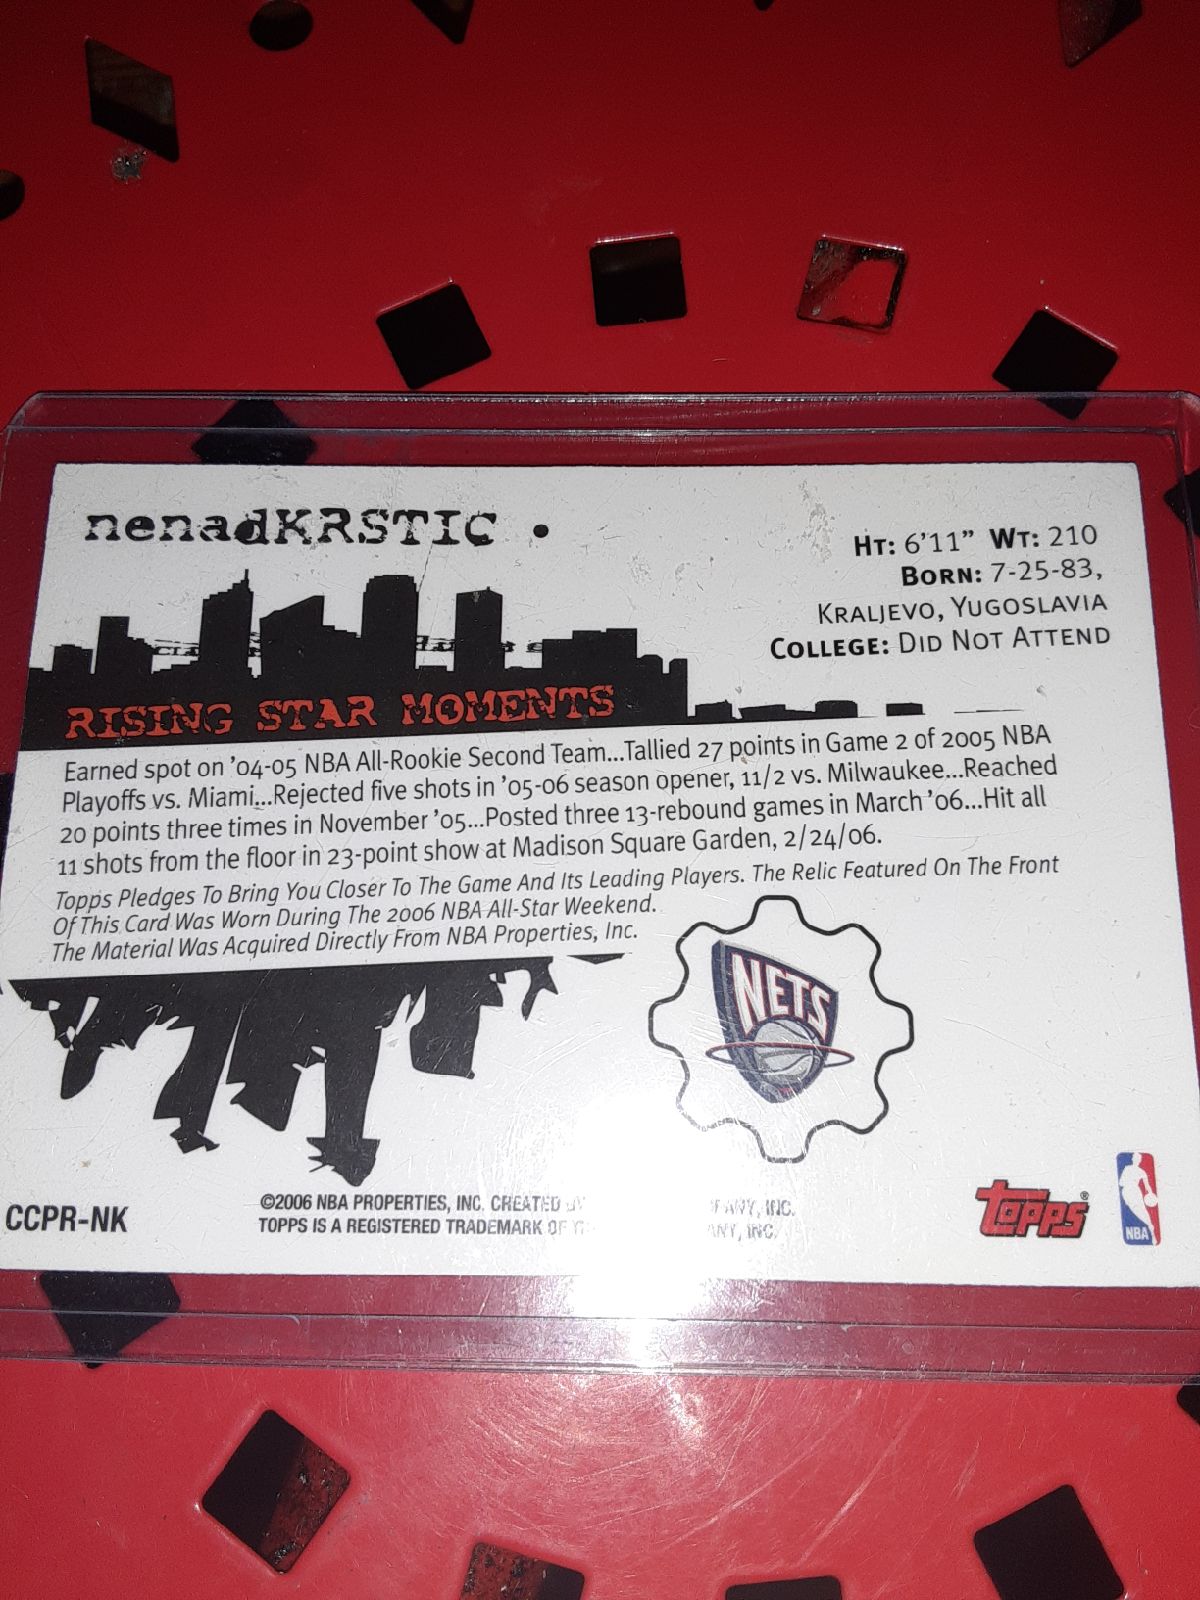 nenadKRSTIC •
HT: 6'11" WT: 210
BORN: 7-25-83,
KRALJEVO, YUGOSLAVIA
COLLEGE: DID NOT ATTEND
RISING STAR MOMENTS
Earned spot on '04-05 NBA All-Rookie Second Team...Tallied 27 points in Game 2 of 2005 NBA
Playoffs vs. Miami...Rejected five shots in '05-06 season opener, 11/2 vs. Milwaukee...Reached
20 points three times in November '05...Posted three 13-rebound games in March '06...Hit all
11 shots from the floor in 23-point show at Madison Square Garden, 2/24/06.
Topps Pledges To Bring You Closer To The Game And Its Leading Players. The Relic Featured On The Front
Of This Card Was Worn During The 2006 NBA All-Star Weekend.
The Material Was Acquired Directly From NBA Properties, Inc.
NETS
CCPR-NK
©2006 NBA PROPERTIES, INC. CREATED INC.
TOPPS IS A REGISTERED TRADEMARK OF INC.
topps®
NBA